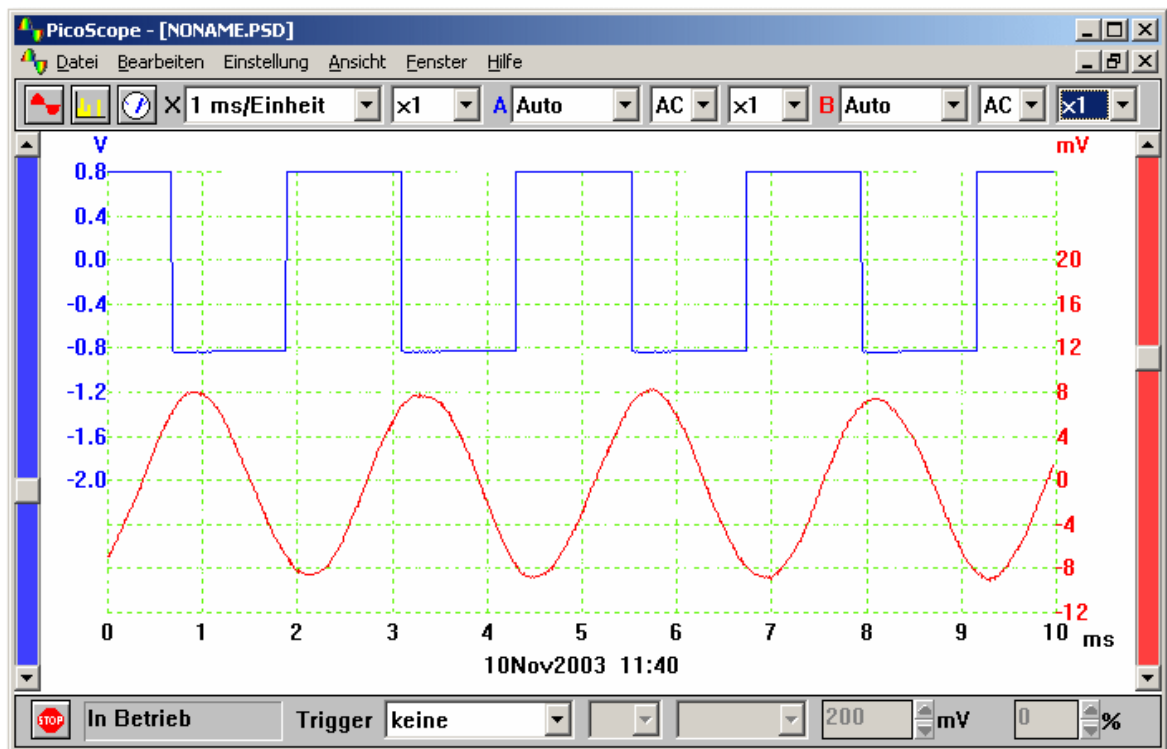 PicoScope - [NONAME.PSD]
Datei Bearbeiten Einstellung Ansicht Fenster Hilfe
X 1 ms/Einheit x1 A Auto AC x1 B Auto AC x1
V mV
0.8
0.4
0.0 20
-0.4 16
-0.8 12
-1.2 8
-1.6 4
-2.0 0
-4
-8
-12
0 1 2 3 4 5 6 7 8 9 10 ms
10Nov2003 11:40
STOP In Betrieb Trigger keine 200 mV 0 %